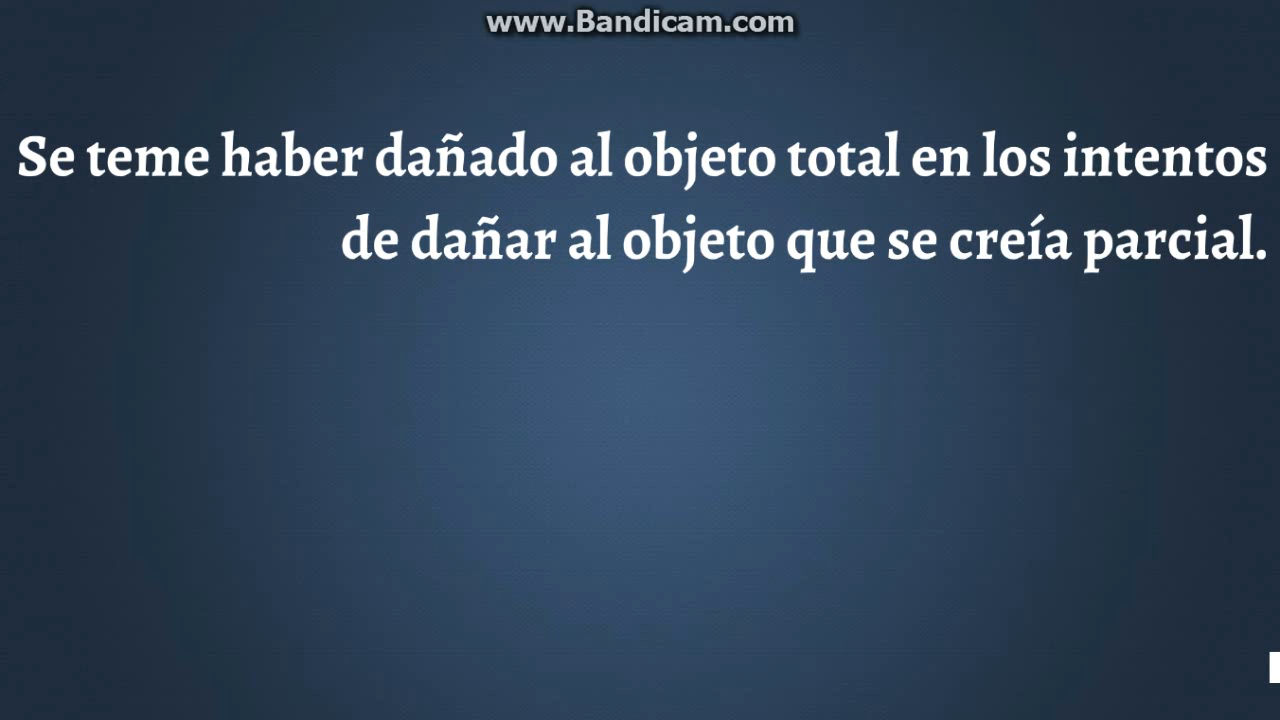 www.Bandicam.com
Se teme haber dañado al objeto total en los intentos
de dañar al objeto que se creía parcial.